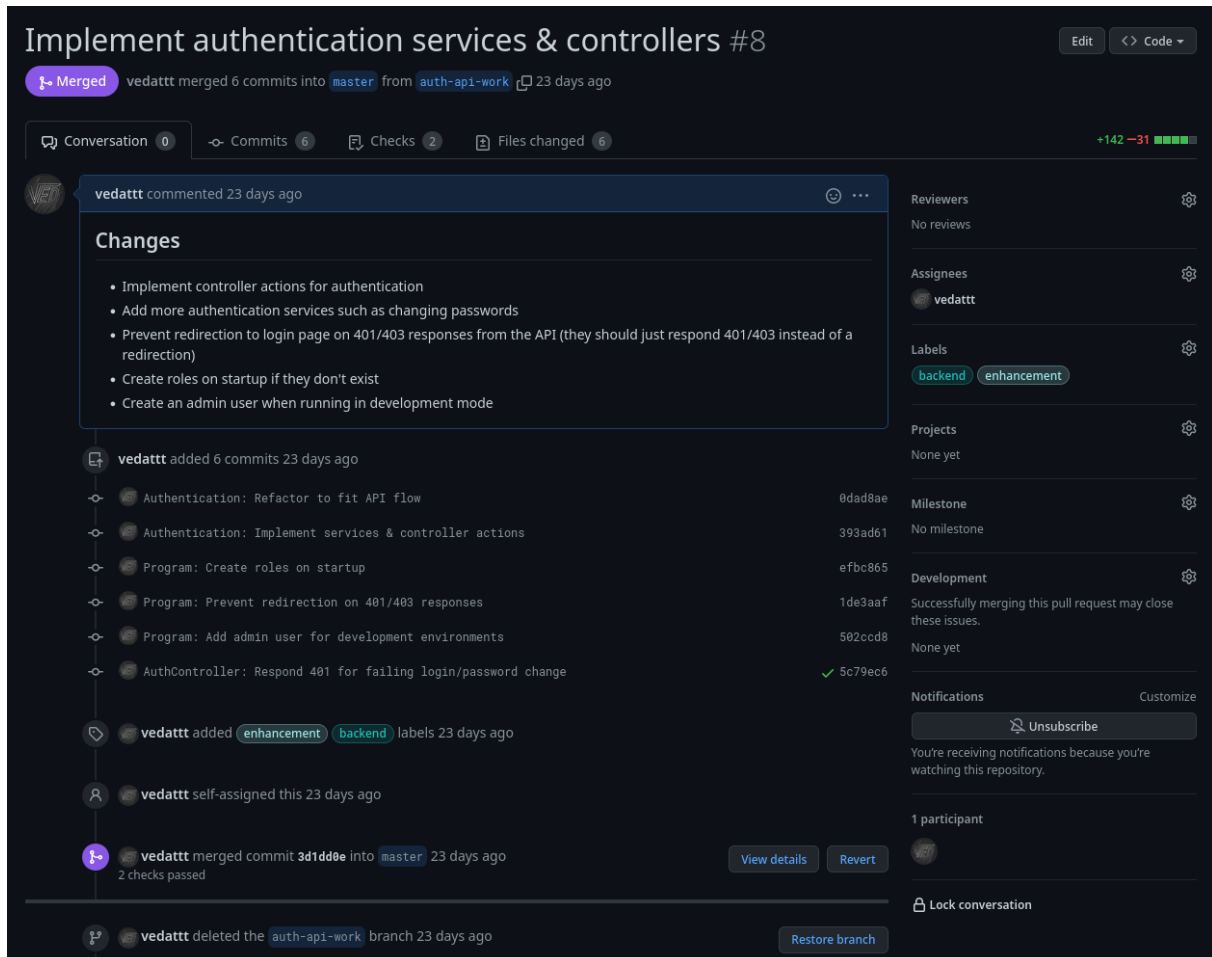 Implement authentication services & controllers #8
Edit
Code
Merged
vedattt merged 6 commits into master from auth-api-work 23 days ago
Conversation 0
Commits 6
Checks 2
Files changed 6
+142 −31
vedattt commented 23 days ago
Changes
• Implement controller actions for authentication
• Add more authentication services such as changing passwords
• Prevent redirection to login page on 401/403 responses from the API (they should just respond 401/403 instead of a
redirection)
• Create roles on startup if they don't exist
• Create an admin user when running in development mode
vedattt added 6 commits 23 days ago
Authentication: Refactor to fit API flow 0dad8ae
Authentication: Implement services & controller actions 393ad61
Program: Create roles on startup efbc865
Program: Prevent redirection on 401/403 responses 1de3aaf
Program: Add admin user for development environments 502ccd8
AuthController: Respond 401 for failing login/password change 5c79ec6
vedattt added enhancement backend labels 23 days ago
vedattt self-assigned this 23 days ago
vedattt merged commit 3d1dd0e into master 23 days ago
2 checks passed
View details
Revert
vedattt deleted the auth-api-work branch 23 days ago
Restore branch
Reviewers
No reviews
Assignees
vedattt
Labels
backend enhancement
Projects
None yet
Milestone
No milestone
Development
Successfully merging this pull request may close
these issues.
None yet
Notifications
Customize
Unsubscribe
You're receiving notifications because you're
watching this repository.
1 participant
Lock conversation